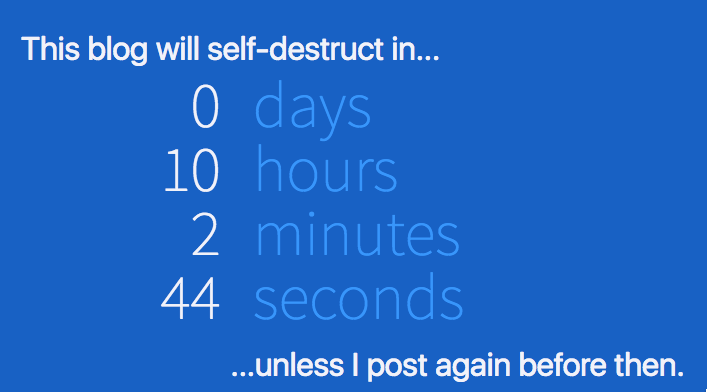 This blog will self-destruct in...
0 days
10 hours
2 minutes
44 seconds
...unless I post again before then.